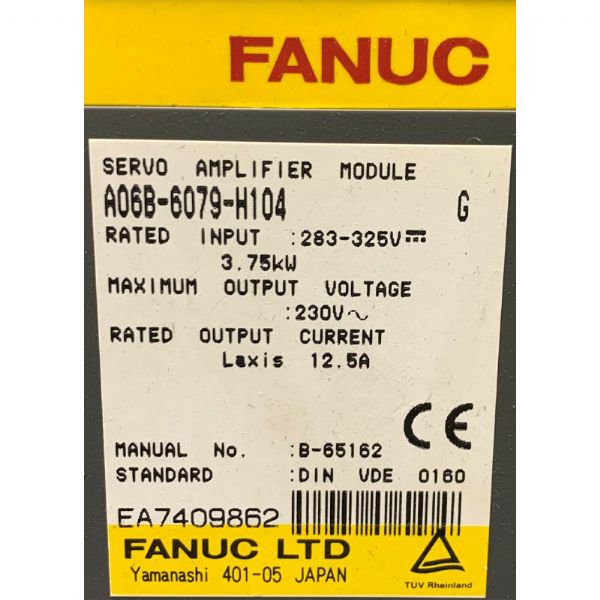 FANUC
SERVO AMPLIFIER MODULE
A06B-6079-H104 G
RATED INPUT :283-325V⎓
3.75kW
MAXIMUM OUTPUT VOLTAGE
:230V~
RATED OUTPUT CURRENT
Laxis 12.5A
CE
MANUAL No. :B-65162
STANDARD :DIN VDE 0160
EA7409862
FANUC LTD
Yamanashi 401-05 JAPAN
TÜV Rheinland